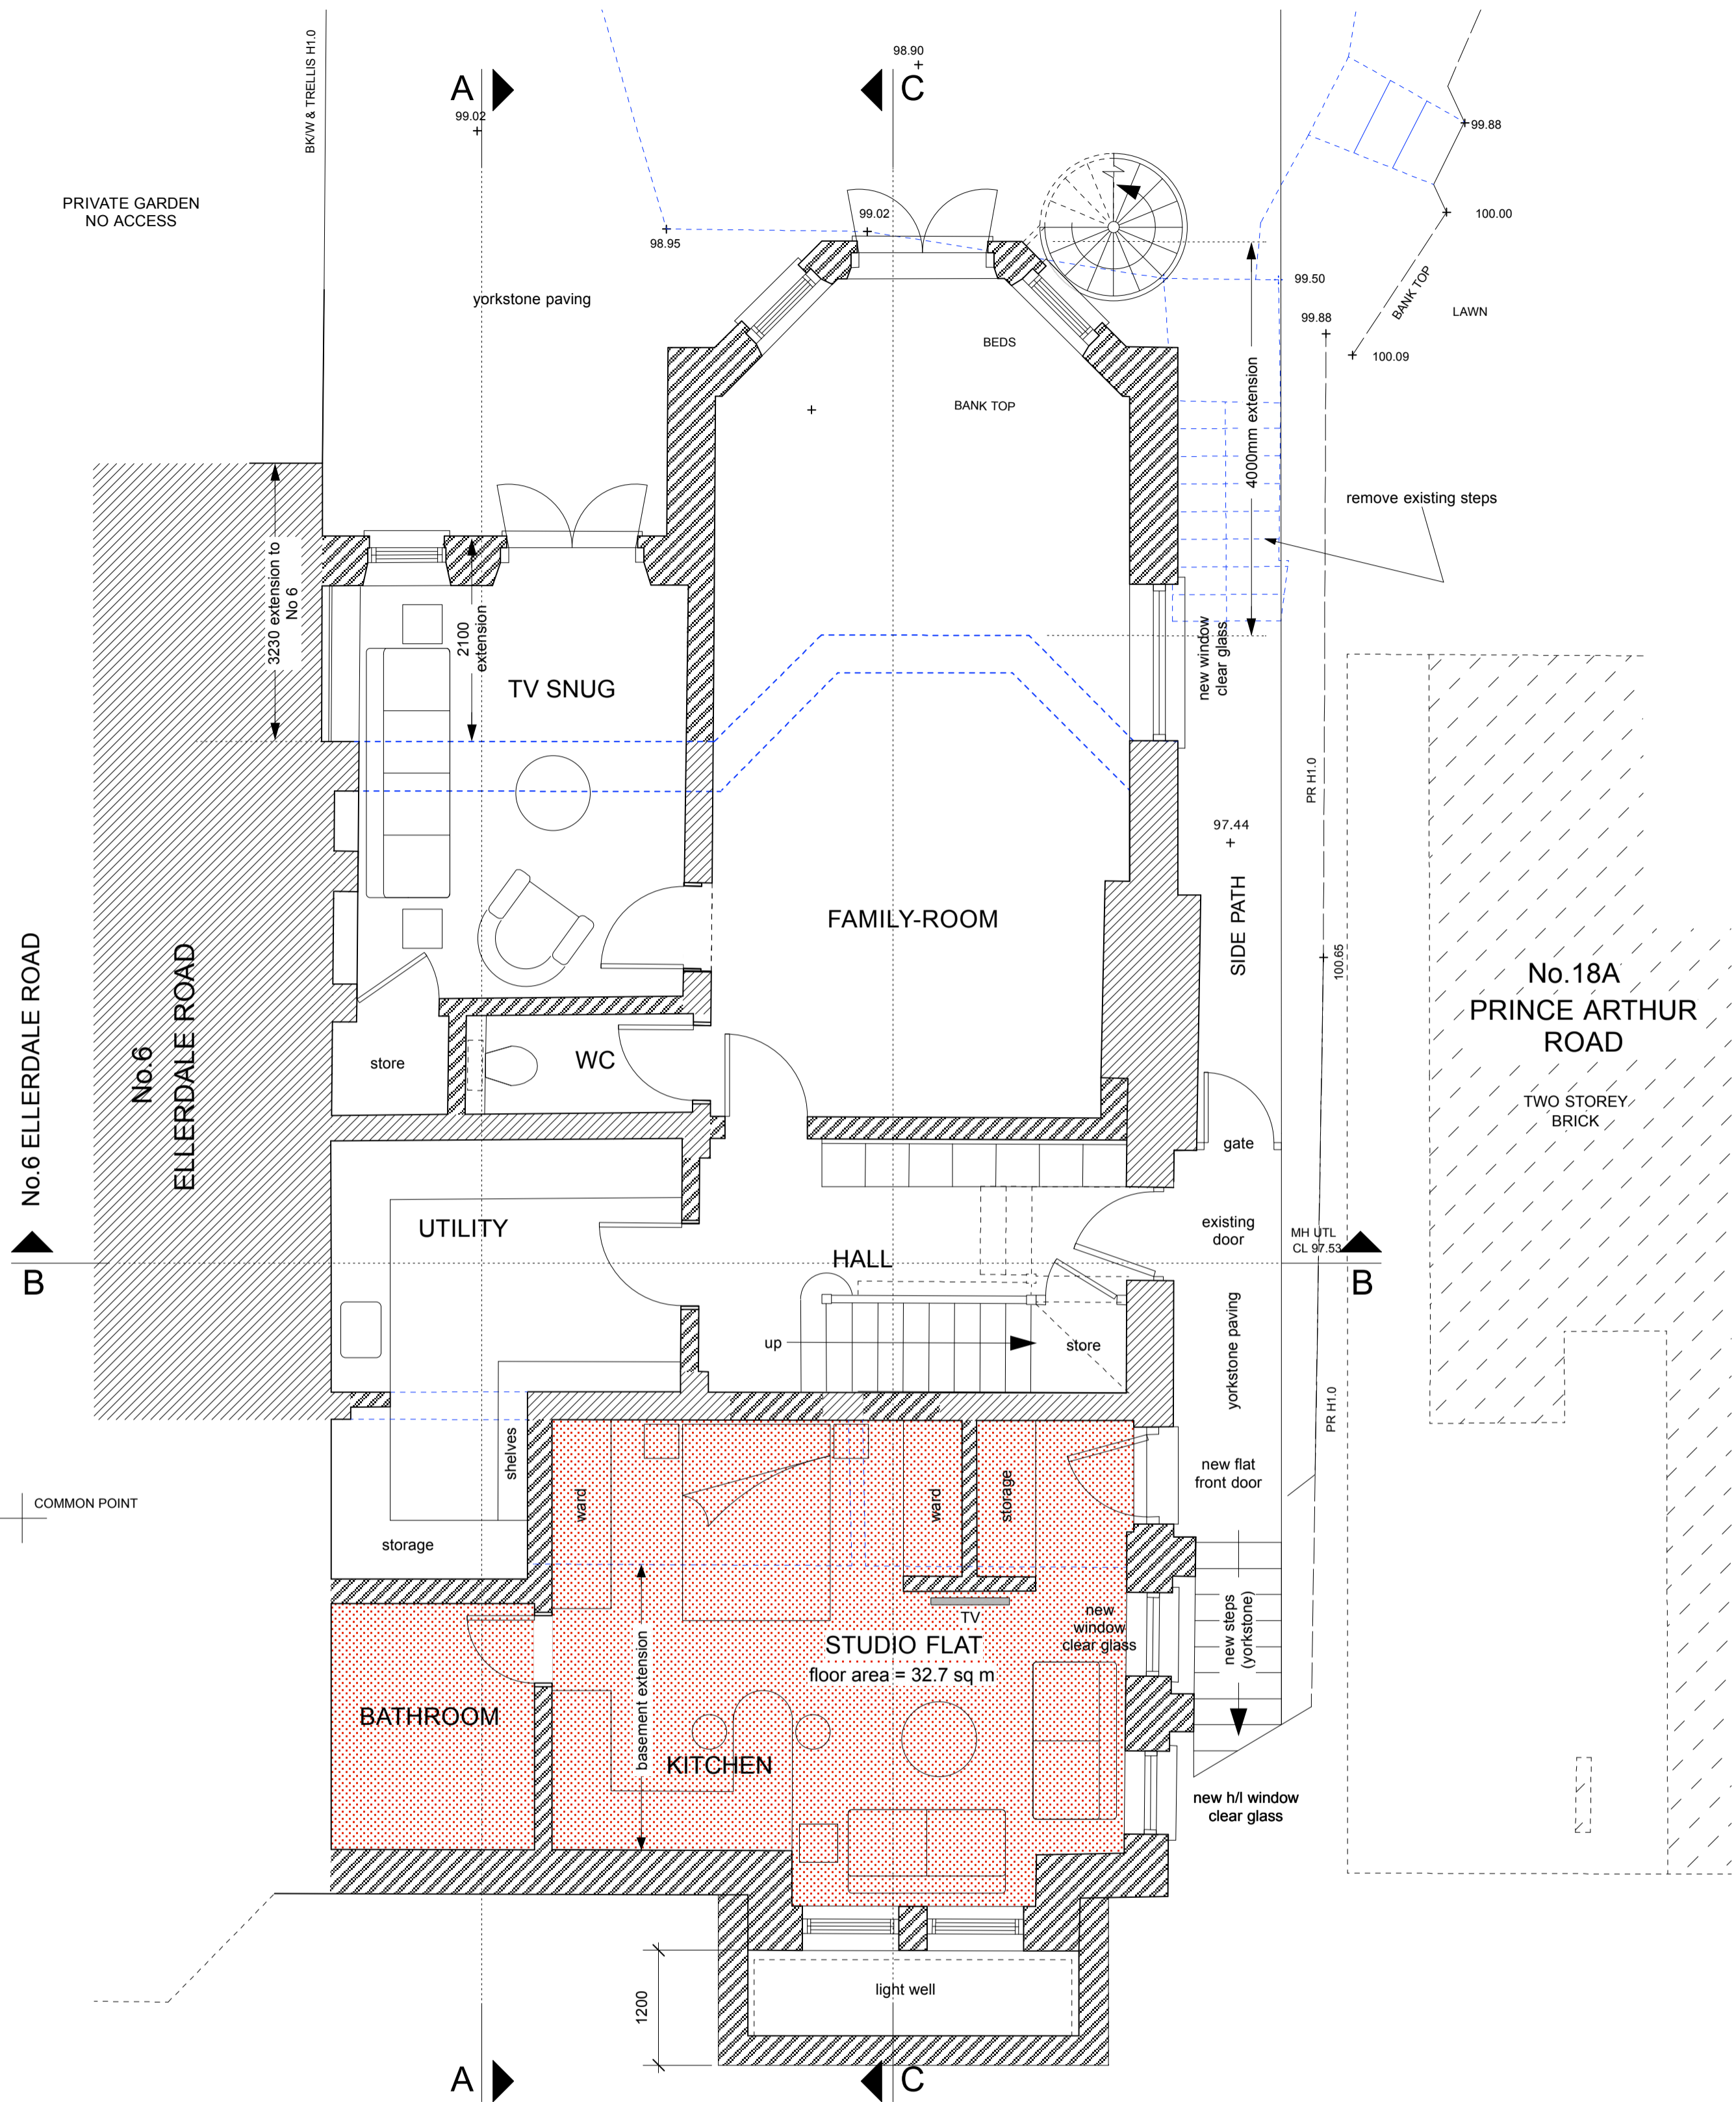 BK/W & TRELLIS H1.0
98.90
A
C
99.02
99.88
PRIVATE GARDEN
NO ACCESS
98.95
99.02
100.00
yorkstone paving
99.50
BANK TOP
LAWN
99.88
100.09
BEDS
BANK TOP
4000mm extension
remove existing steps
3230 extension to
No 6
2100
extension
TV SNUG
new window
clear glass
PR H1.0
97.44
FAMILY-ROOM
SIDE PATH
100.65
No.6 ELLERDALE ROAD
No.6
ELLERDALE ROAD
No.18A
PRINCE ARTHUR
ROAD
TWO STOREY
BRICK
store
WC
gate
UTILITY
HALL
existing
door
MH UTL
CL 97.53
B
B
up
store
yorkstone paving
PR H1.0
shelves
ward
ward
storage
new flat
front door
COMMON POINT
storage
TV
new
window
clear glass
new steps
(yorkstone)
STUDIO FLAT
floor area = 32.7 sq m
basement extension
BATHROOM
KITCHEN
new h/l window
clear glass
light well
1200
A
C